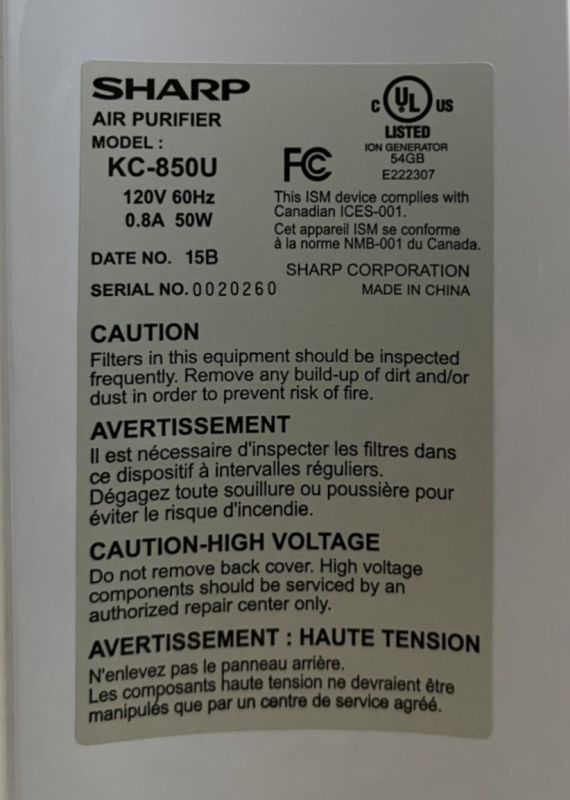 SHARP
AIR PURIFIER
MODEL :
KC-850U
120V 60Hz
0.8A 50W
DATE NO. 15B
SERIAL NO. 0020260
C UL US
LISTED
ION GENERATOR
54GB
E222307
FC
This ISM device complies with
Canadian ICES-001.
Cet appareil ISM se conforme
à la norme NMB-001 du Canada.
SHARP CORPORATION
MADE IN CHINA
CAUTION
Filters in this equipment should be inspected
frequently. Remove any build-up of dirt and/or
dust in order to prevent risk of fire.
AVERTISSEMENT
Il est nécessaire d'inspecter les filtres dans
ce dispositif à intervalles réguliers.
Dégagez toute souillure ou poussière pour
éviter le risque d'incendie.
CAUTION-HIGH VOLTAGE
Do not remove back cover. High voltage
components should be serviced by an
authorized repair center only.
AVERTISSEMENT : HAUTE TENSION
N'enlevez pas le panneau arrière.
Les composants haute tension ne devraient être
manipulés que par un centre de service agréé.